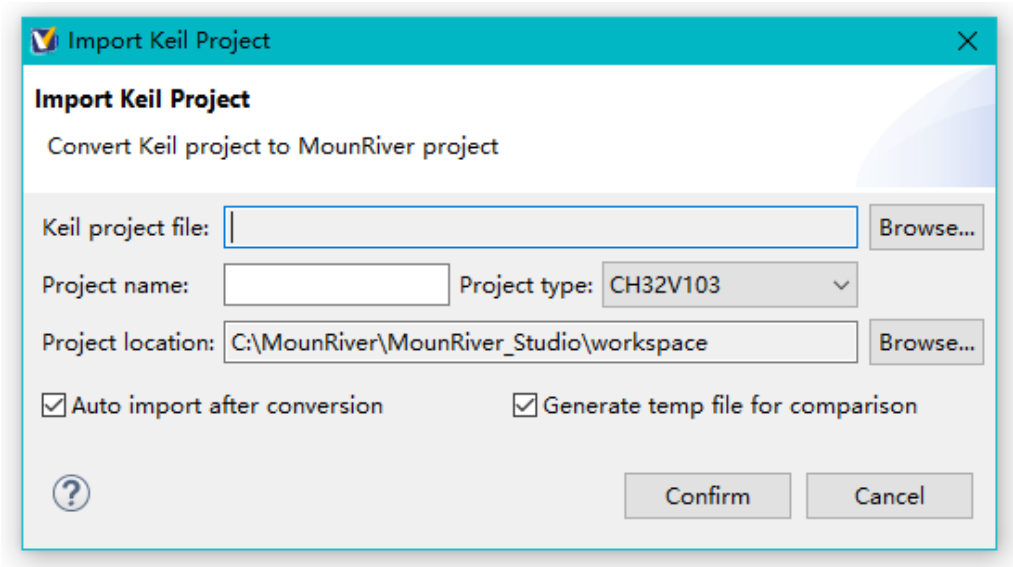 Import Keil Project
Import Keil Project
Convert Keil project to MounRiver project
Keil project file: Browse...
Project name: Project type: CH32V103
Project location: C:\MounRiver\MounRiver_Studio\workspace Browse...
Auto import after conversion Generate temp file for comparison
? Confirm Cancel